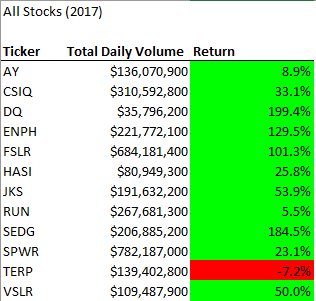 All Stocks (2017)
Ticker Total Daily Volume Return
AY $136,070,900 8.9%
CSIQ $310,592,800 33.1%
DQ $35,796,200 199.4%
ENPH $221,772,100 129.5%
FSLR $684,181,400 101.3%
HASI $80,949,300 25.8%
JKS $191,632,200 53.9%
RUN $267,681,300 5.5%
SEDG $206,885,200 184.5%
SPWR $782,187,000 23.1%
TERP $139,402,800 -7.2%
VSLR $109,487,900 50.0%